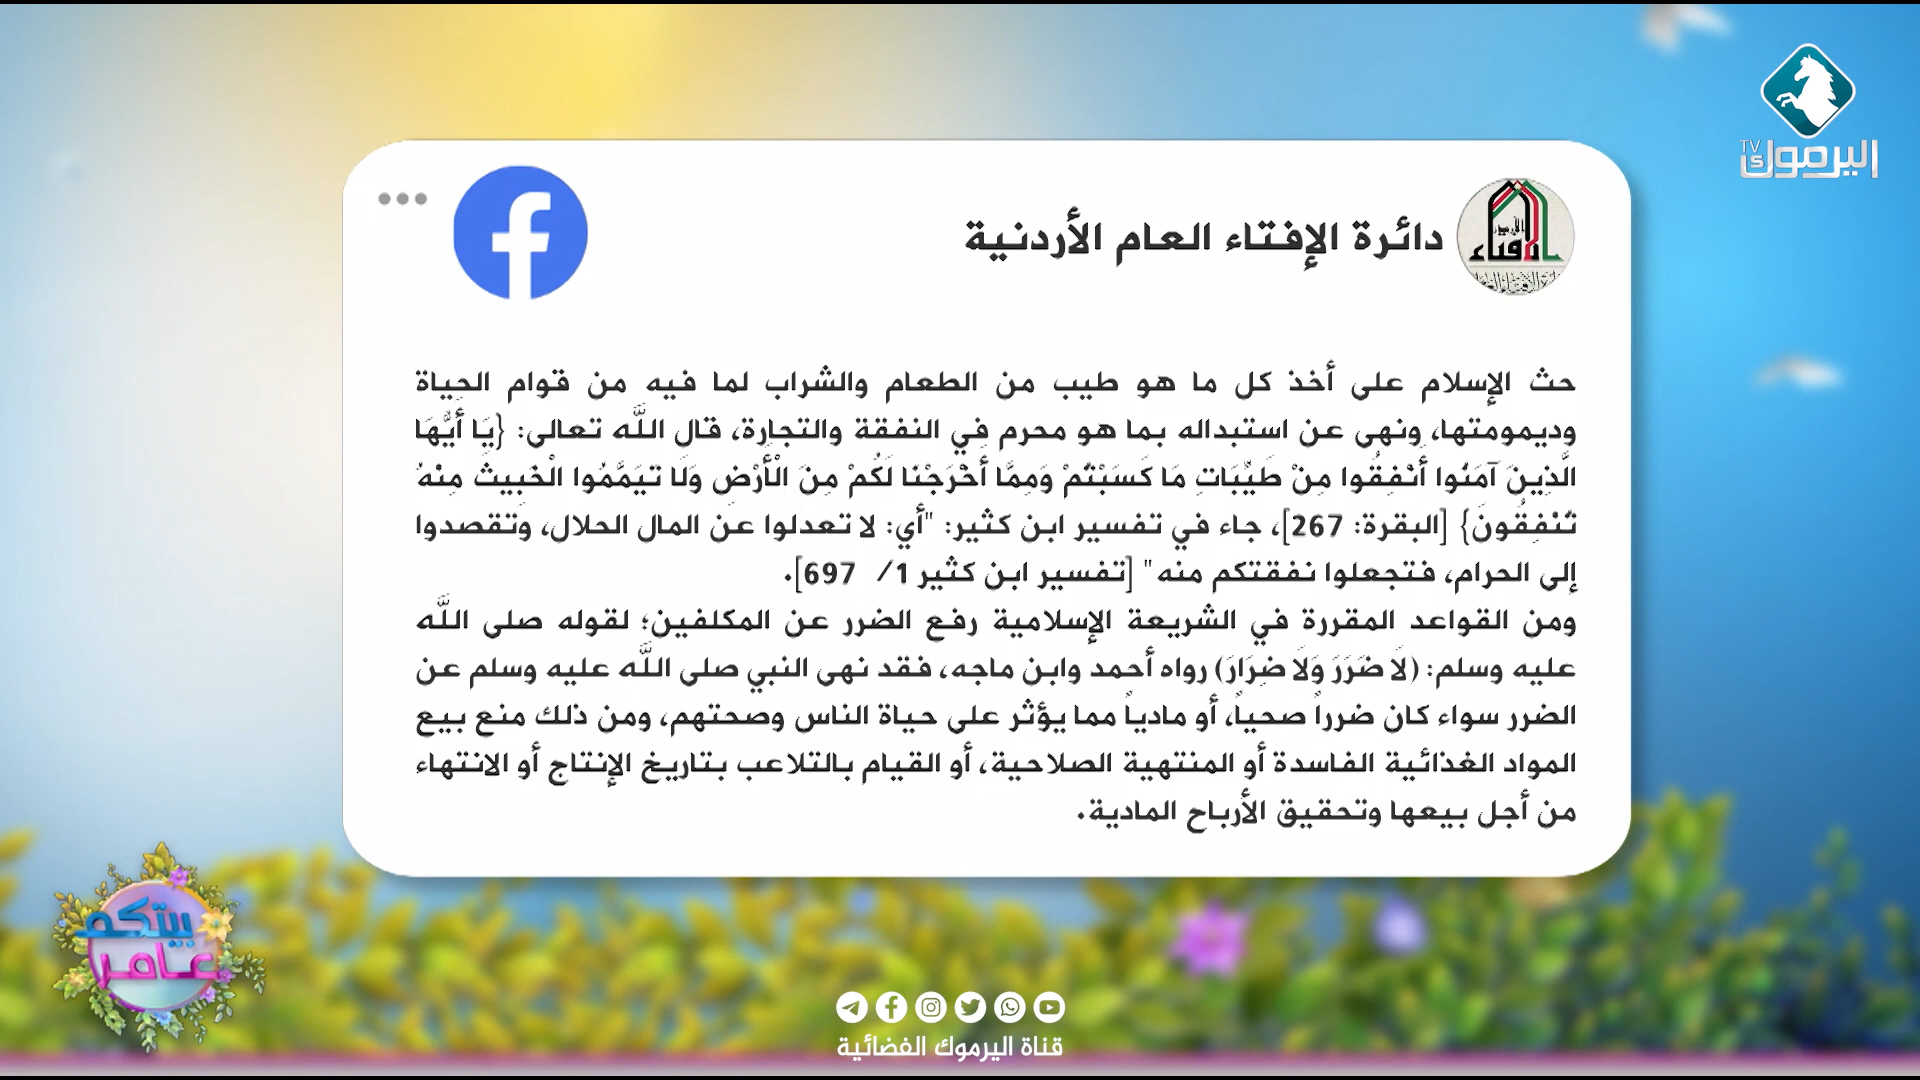 اليرموك
TV
دائرة الإفتاء العام الأردنية
حث الإسلام على أخذ كل ما هو طيب من الطعام والشراب لما فيه من قوام الحياة
وديمومتها، ونهى عن استبداله بما هو محرم في النفقة والتجارة، قال اللَّه تعالى: {يَا أَيُّهَا
الَّذِينَ آمَنُوا أَنْفِقُوا مِنْ طَيِّبَاتِ مَا كَسَبْتُمْ وَمِمَّا أَخْرَجْنَا لَكُمْ مِنَ الْأَرْضِ وَلَا تَيَمَّمُوا الْخَبِيثَ مِنْهُ
تُنْفِقُونَ} [البقرة: 267]، جاء في تفسير ابن كثير: "أي: لا تعدلوا عن المال الحلال، وتقصدوا
إلى الحرام، فتجعلوا نفقتكم منه" [تفسير ابن كثير 1/ 697].
ومن القواعد المقررة في الشريعة الإسلامية رفع الضرر عن المكلفين؛ لقوله صلى اللَّه
عليه وسلم: (لَا ضَرَرَ وَلَا ضِرَارَ) رواه أحمد وابن ماجه، فقد نهى النبي صلى اللَّه عليه وسلم عن
الضرر سواء كان ضرراً صحياً، أو مادياً مما يؤثر على حياة الناس وصحتهم، ومن ذلك منع بيع
المواد الغذائية الفاسدة أو المنتهية الصلاحية، أو القيام بالتلاعب بتاريخ الإنتاج أو الانتهاء
من أجل بيعها وتحقيق الأرباح المادية.
بيتكم
عامر
قناة اليرموك الفضائية